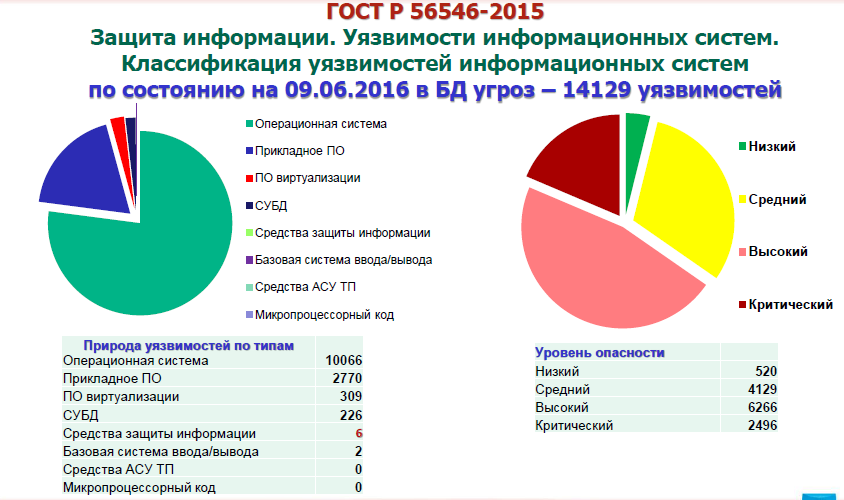 ГОСТ Р 56546-2015
Защита информации. Уязвимости информационных систем.
Классификация уязвимостей информационных систем
по состоянию на 09.06.2016 в БД угроз – 14129 уязвимостей
Операционная система
Прикладное ПО
ПО виртуализации
СУБД
Средства защиты информации
Базовая система ввода/вывода
Средства АСУ ТП
Микропроцессорный код
Низкий
Средний
Высокий
Критический
Природа уязвимостей по типам
Операционная система 10066
Прикладное ПО 2770
ПО виртуализации 309
СУБД 226
Средства защиты информации 6
Базовая система ввода/вывода 2
Средства АСУ ТП 0
Микропроцессорный код 0
Уровень опасности
Низкий 520
Средний 4129
Высокий 6266
Критический 2496